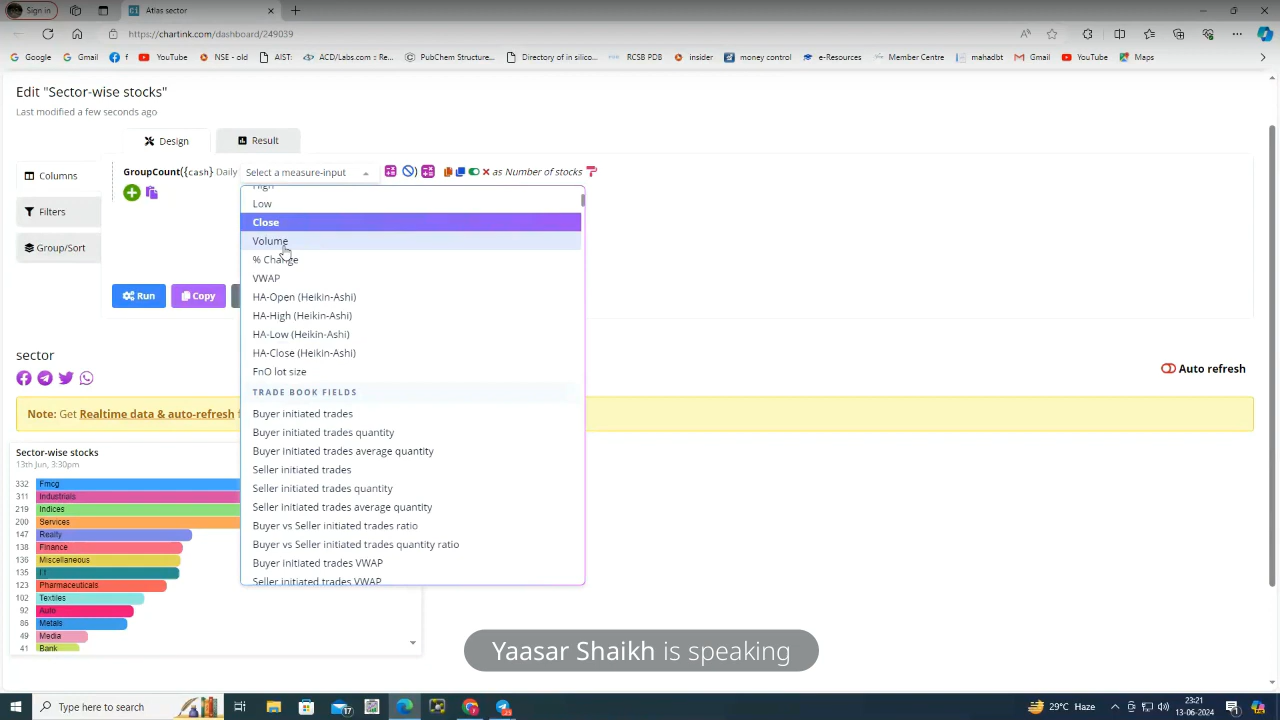 Sign in
Atlas sector
https://chartink.com/dashboard/249039
Google
Gmail
f
YouTube
NSE - old
AIST:
ACD/Labs.com : Re...
PubChem Structure...
Directory of in silico...
RCSB PDB
insider
money control
e-Resources
Member Centre
mahadbt
Gmail
YouTube
Maps
Edit "Sector-wise stocks"
Last modified a few seconds ago
Design
Result
Columns
Filters
Group/Sort
GroupCount({cash} Daily
Select a measure-input
) as Number of stocks
High
Low
Close
Volume
% Change
VWAP
HA-Open (Heikin-Ashi)
HA-High (Heikin-Ashi)
HA-Low (Heikin-Ashi)
HA-Close (Heikin-Ashi)
FnO lot size
TRADE BOOK FIELDS
Buyer initiated trades
Buyer initiated trades quantity
Buyer initiated trades average quantity
Seller initiated trades
Seller initiated trades quantity
Seller initiated trades average quantity
Buyer vs Seller initiated trades ratio
Buyer vs Seller initiated trades quantity ratio
Buyer initiated trades VWAP
Seller initiated trades VWAP
Run
Copy
sector
Auto refresh
Note: Get Realtime data & auto-refresh
Sector-wise stocks
13th Jun, 3:30pm
332 Fmcg
311 Industrials
219 Indices
200 Services
147 Realty
138 Finance
136 Miscellaneous
135
123 Pharmaceuticals
102 Textiles
92 Auto
86 Metals
49 Media
41 Bank
Yaasar Shaikh is speaking
Type here to search
17
29°C Haze
23:21
13-06-2024
1